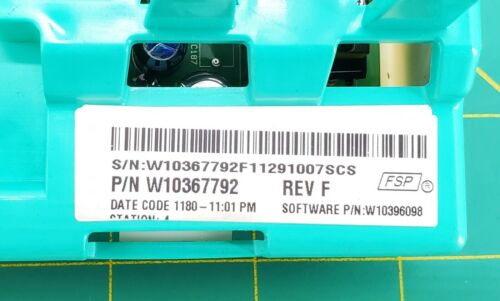 C187
S/N:W10367792F11291007SCS
P/N W10367792 REV F FSP ®
DATE CODE 1180-11:01 PM SOFTWARE P/N:W10396098
STATION: 4